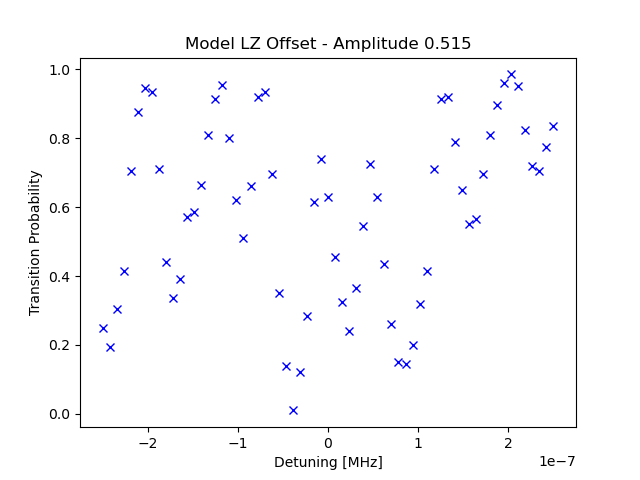 Model LZ Offset - Amplitude 0.515
1.0
0.8
0.6
0.4
0.2
0.0
Transition Probability
−2
−1
0
1
2
1e−7
Detuning [MHz]